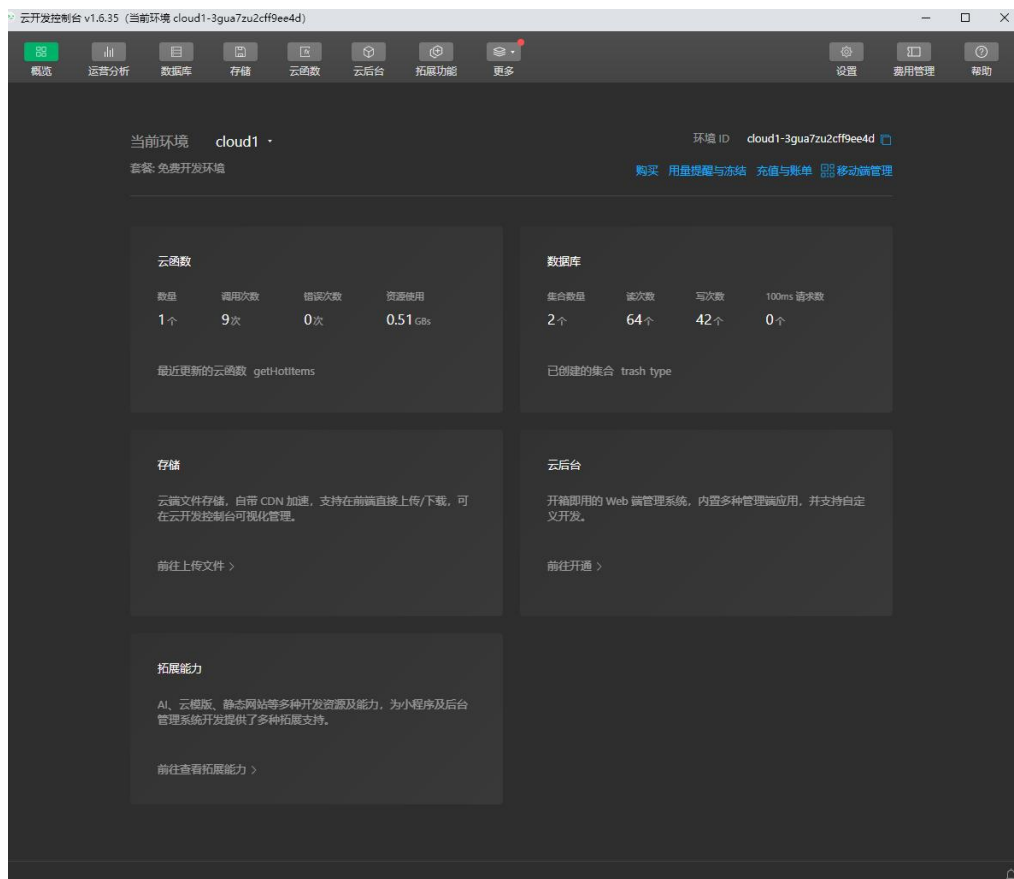 云开发控制台 v1.6.35 (当前环境 cloud1-3gua7zu2cff9ee4d)
概览 运营分析 数据库 存储 云函数 云后台 拓展功能 更多 设置 费用管理 帮助
当前环境 cloud1 环境 ID cloud1-3gua7zu2cff9ee4d
套餐: 免费开发环境 购买 用量提醒与冻结 充值与账单 移动端管理
云函数
数量 调用次数 错误次数 资源使用
1个 9次 0次 0.51 GBs
最近更新的云函数 getHotItems
数据库
集合数量 读次数 写次数 100ms 请求数
2个 64个 42个 0个
已创建的集合 trash type
存储
云端文件存储，自带 CDN 加速，支持在前端直接上传/下载，可
在云开发控制台可视化管理。
前往上传文件 >
云后台
开箱即用的 Web 端管理系统，内置多种管理端应用，并支持自定
义开发。
前往开通 >
拓展能力
AI、云模版、静态网站等多种开发资源及能力，为小程序及后台
管理系统开发提供了多种拓展支持。
前往查看拓展能力 >